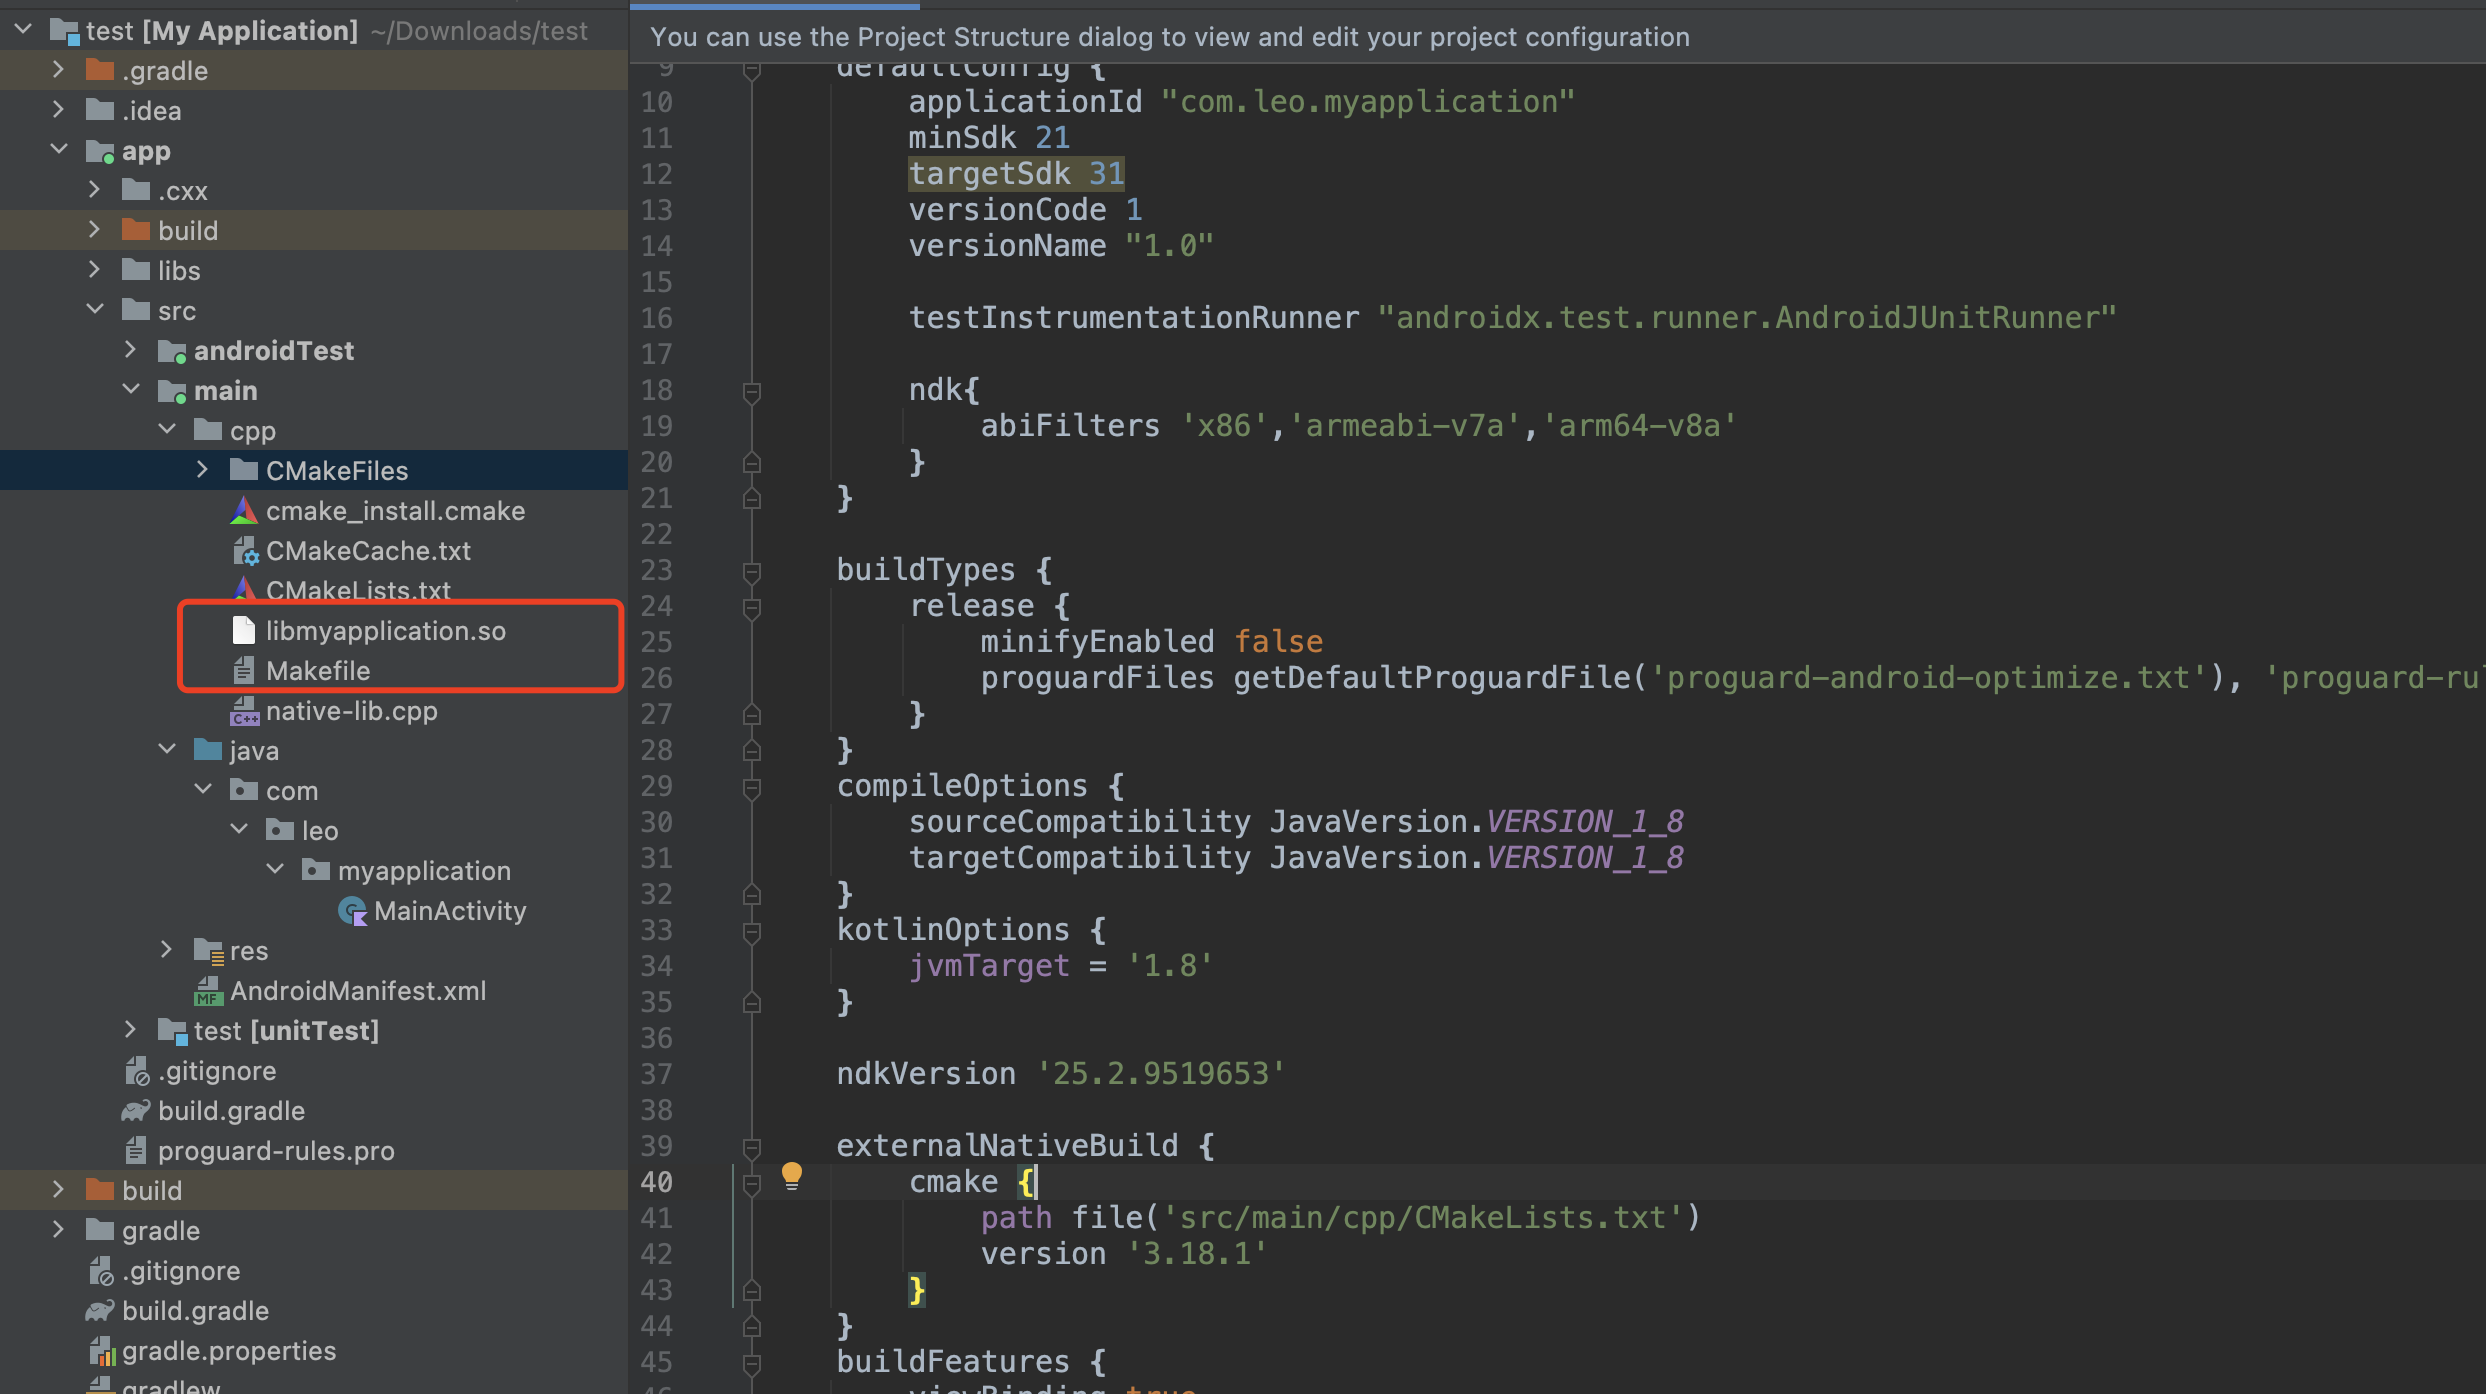 test [My Application] ~/Downloads/test
.gradle
.idea
app
.cxx
build
libs
src
androidTest
main
cpp
CMakeFiles
cmake_install.cmake
CMakeCache.txt
CMakeLists.txt
libmyapplication.so
Makefile
native-lib.cpp
C++
java
com
leo
myapplication
MainActivity
res
AndroidManifest.xml
MF
test [unitTest]
.gitignore
build.gradle
proguard-rules.pro
build
gradle
.gitignore
build.gradle
gradle.properties
gradlew
You can use the Project Structure dialog to view and edit your project configuration
9 defaultConfig {
10 applicationId "com.leo.myapplication"
11 minSdk 21
12 targetSdk 31
13 versionCode 1
14 versionName "1.0"
15
16 testInstrumentationRunner "androidx.test.runner.AndroidJUnitRunner"
17
18 ndk{
19 abiFilters 'x86','armeabi-v7a','arm64-v8a'
20 }
21 }
22
23 buildTypes {
24 release {
25 minifyEnabled false
26 proguardFiles getDefaultProguardFile('proguard-android-optimize.txt'), 'proguard-ru
27 }
28 }
29 compileOptions {
30 sourceCompatibility JavaVersion.VERSION_1_8
31 targetCompatibility JavaVersion.VERSION_1_8
32 }
33 kotlinOptions {
34 jvmTarget = '1.8'
35 }
36
37 ndkVersion '25.2.9519653'
38
39 externalNativeBuild {
40 cmake {
41 path file('src/main/cpp/CMakeLists.txt')
42 version '3.18.1'
43 }
44 }
45 buildFeatures {
46 viewBinding true